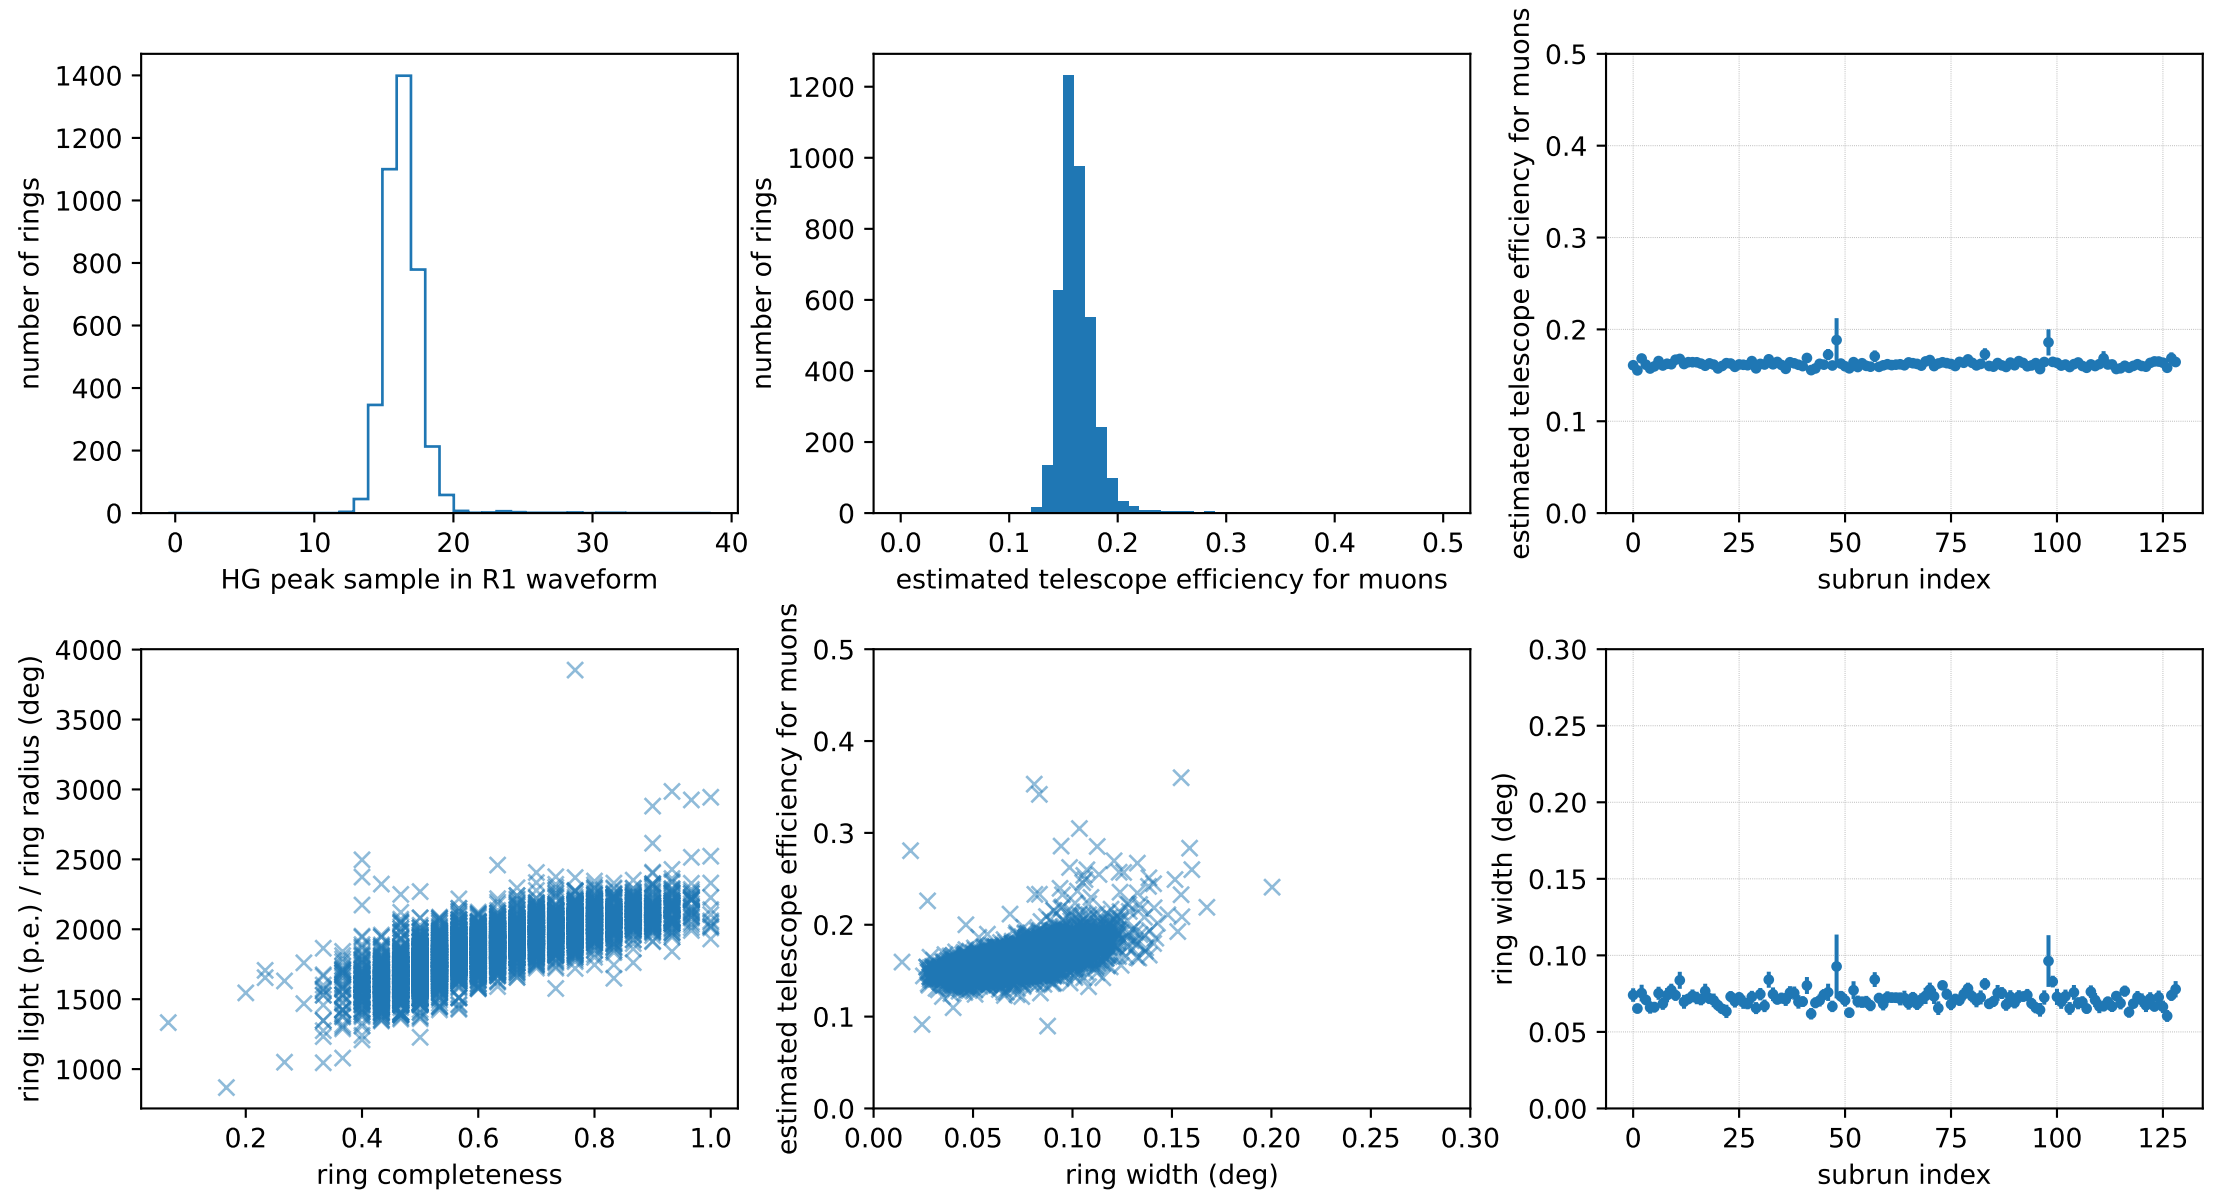 number of rings
1400
1200
1000
800
600
400
200
0
0 10 20 30 40
HG peak sample in R1 waveform
number of rings
1200
1000
800
600
400
200
0
0.0 0.1 0.2 0.3 0.4 0.5
estimated telescope efficiency for muons
estimated telescope efficiency for muons
0.5
0.4
0.3
0.2
0.1
0.0
0 25 50 75 100 125
subrun index
ring light (p.e.) / ring radius (deg)
4000
3500
3000
2500
2000
1500
1000
0.2 0.4 0.6 0.8 1.0
ring completeness
estimated telescope efficiency for muons
0.5
0.4
0.3
0.2
0.1
0.0
0.00 0.05 0.10 0.15 0.20 0.25 0.30
ring width (deg)
ring width (deg)
0.30
0.25
0.20
0.15
0.10
0.05
0.00
0 25 50 75 100 125
subrun index